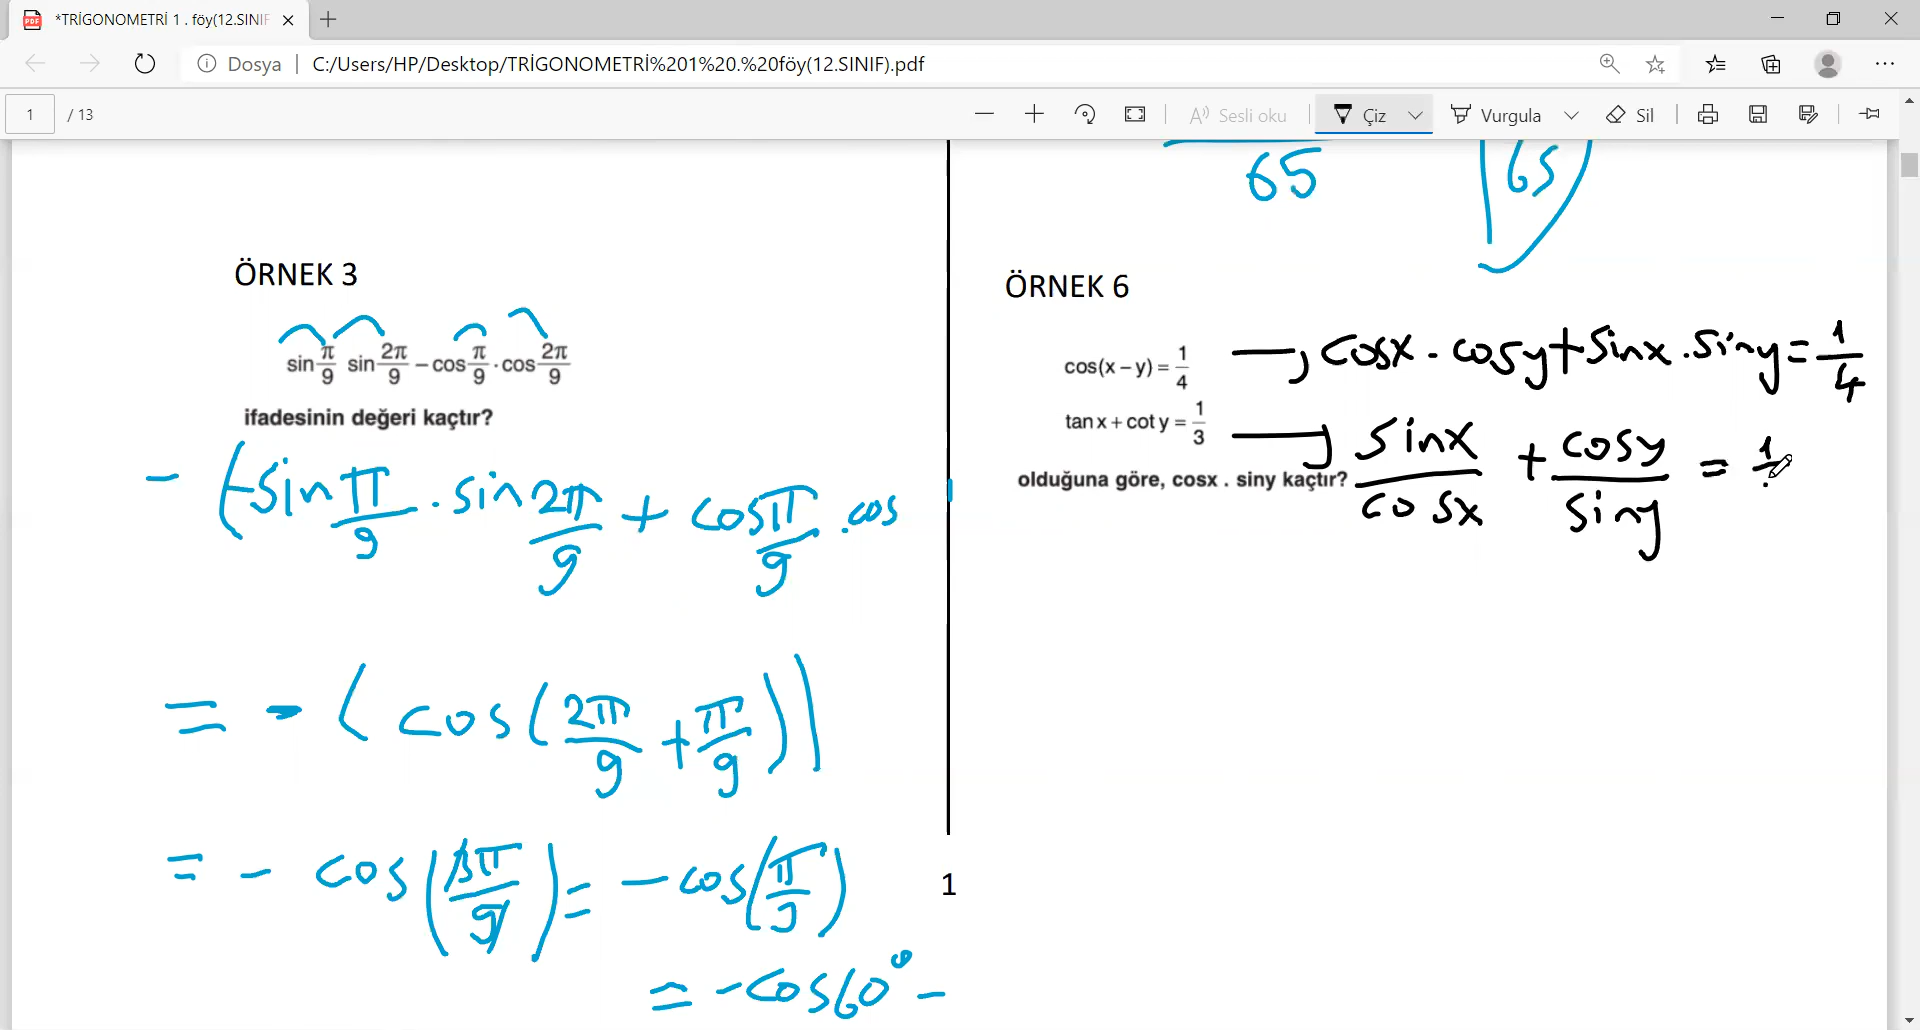 *TRİGONOMETRİ 1 . föy(12.SINIF
Dosya C:/Users/HP/Desktop/TRİGONOMETRİ%201%20.%20föy(12.SINIF).pdf
1 / 13 Sesli oku Çiz Vurgula Sil
65 65
ÖRNEK 3
sin π/9 sin 2π/9 − cos π/9 · cos 2π/9
ifadesinin değeri kaçtır?
- (-sin π/9 . sin 2π/9 + cos π/9 . cos
= - (cos (2π/9 + π/9))
= - cos (3π/9) = - cos (π/3)
= - cos 60° -
ÖRNEK 6
cos(x − y) = 1/4 → cosx . cosy + sinx . siny = 1/4
tan x + cot y = 1/3 → sinx/cosx + cosy/siny = 1
olduğuna göre, cosx . siny kaçtır?
1